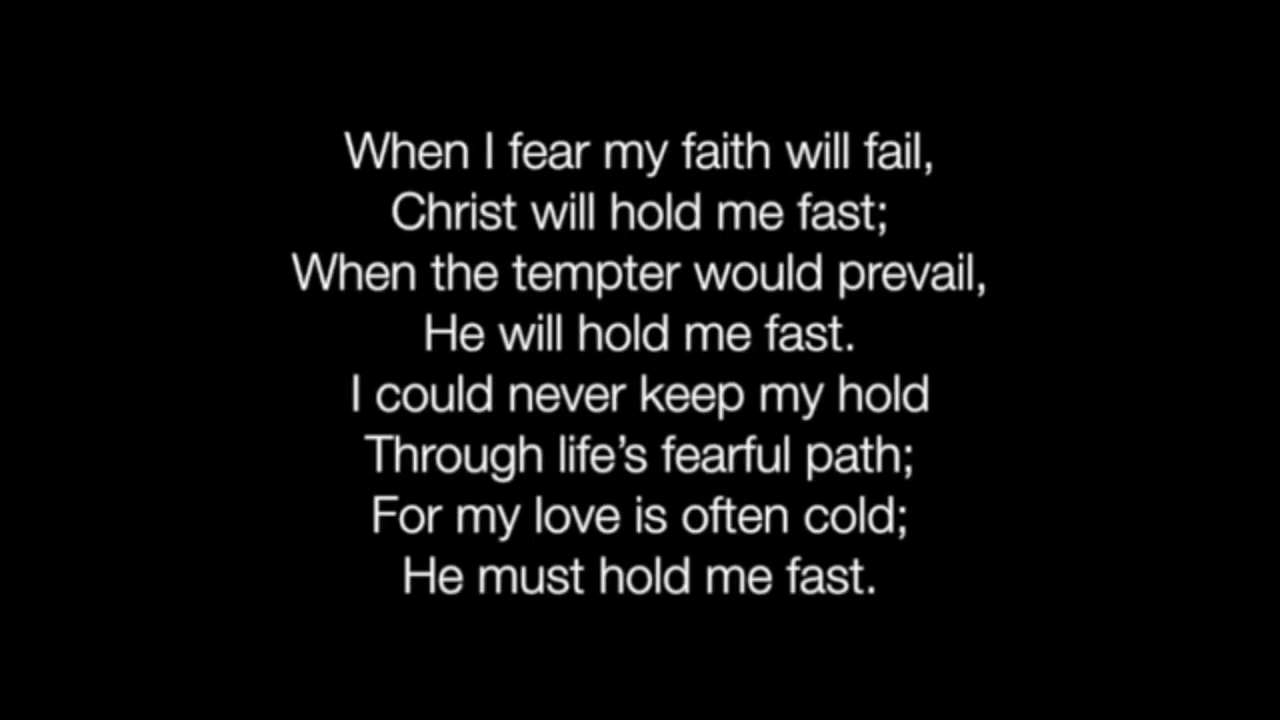 When I fear my faith will fail,
Christ will hold me fast;
When the tempter would prevail,
He will hold me fast.
I could never keep my hold
Through life’s fearful path;
For my love is often cold;
He must hold me fast.